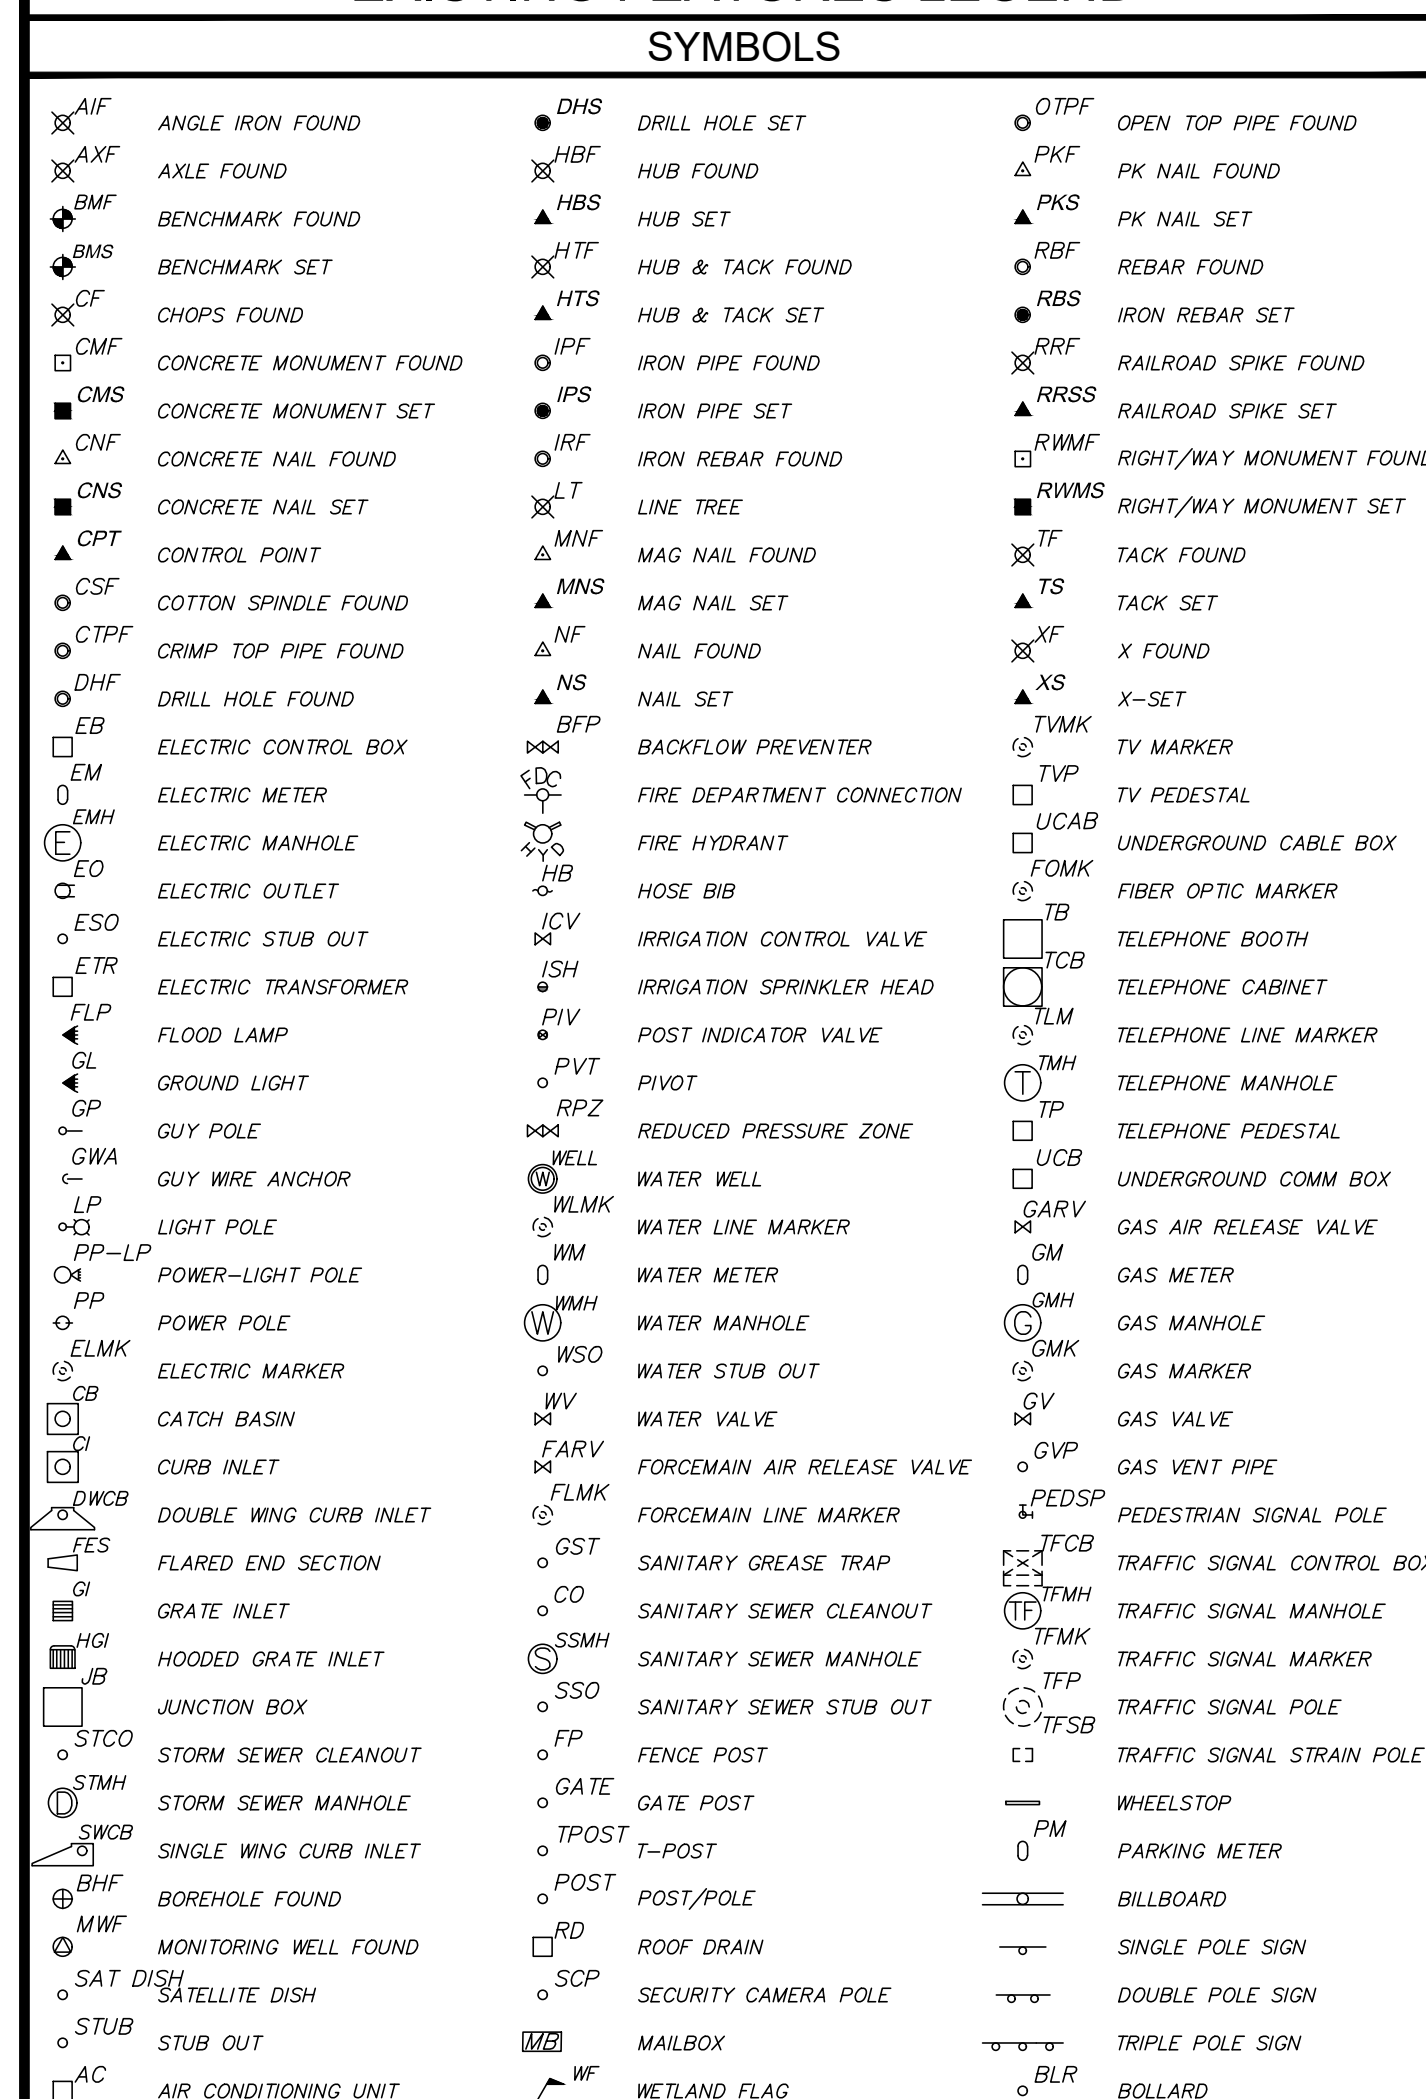 EXISTING FEATURES LEGEND
SYMBOLS
AIF ANGLE IRON FOUND
AXF AXLE FOUND
BMF BENCHMARK FOUND
BMS BENCHMARK SET
CF CHOPS FOUND
CMF CONCRETE MONUMENT FOUND
CMS CONCRETE MONUMENT SET
CNF CONCRETE NAIL FOUND
CNS CONCRETE NAIL SET
CPT CONTROL POINT
CSF COTTON SPINDLE FOUND
CTPF CRIMP TOP PIPE FOUND
DHF DRILL HOLE FOUND
EB ELECTRIC CONTROL BOX
EM ELECTRIC METER
EMH E ELECTRIC MANHOLE
EO ELECTRIC OUTLET
ESO ELECTRIC STUB OUT
ETR ELECTRIC TRANSFORMER
FLP FLOOD LAMP
GL GROUND LIGHT
GP GUY POLE
GWA GUY WIRE ANCHOR
LP LIGHT POLE
PP-LP POWER-LIGHT POLE
PP POWER POLE
ELMK ELECTRIC MARKER
CB CATCH BASIN
CI CURB INLET
DWCB DOUBLE WING CURB INLET
FES FLARED END SECTION
GI GRATE INLET
HGI HOODED GRATE INLET
JB JUNCTION BOX
STCO STORM SEWER CLEANOUT
STMH D STORM SEWER MANHOLE
SWCB SINGLE WING CURB INLET
BHF BOREHOLE FOUND
MWF MONITORING WELL FOUND
SAT DISH SATELLITE DISH
STUB STUB OUT
AC AIR CONDITIONING UNIT
DHS DRILL HOLE SET
HBF HUB FOUND
HBS HUB SET
HTF HUB & TACK FOUND
HTS HUB & TACK SET
IPF IRON PIPE FOUND
IPS IRON PIPE SET
IRF IRON REBAR FOUND
LT LINE TREE
MNF MAG NAIL FOUND
MNS MAG NAIL SET
NF NAIL FOUND
NS NAIL SET
BFP BACKFLOW PREVENTER
FDC FIRE DEPARTMENT CONNECTION
HYD FIRE HYDRANT
HB HOSE BIB
ICV IRRIGATION CONTROL VALVE
ISH IRRIGATION SPRINKLER HEAD
PIV POST INDICATOR VALVE
PVT PIVOT
RPZ REDUCED PRESSURE ZONE
WELL W WATER WELL
WLMK WATER LINE MARKER
WM WATER METER
WMH W WATER MANHOLE
WSO WATER STUB OUT
WV WATER VALVE
FARV FORCEMAIN AIR RELEASE VALVE
FLMK FORCEMAIN LINE MARKER
GST SANITARY GREASE TRAP
CO SANITARY SEWER CLEANOUT
SSMH S SANITARY SEWER MANHOLE
SSO SANITARY SEWER STUB OUT
FP FENCE POST
GATE GATE POST
TPOST T-POST
POST POST/POLE
RD ROOF DRAIN
SCP SECURITY CAMERA POLE
MB MAILBOX
WF WETLAND FLAG
OTPF OPEN TOP PIPE FOUND
PKF PK NAIL FOUND
PKS PK NAIL SET
RBF REBAR FOUND
RBS IRON REBAR SET
RRF RAILROAD SPIKE FOUND
RRSS RAILROAD SPIKE SET
RWMF RIGHT/WAY MONUMENT FOUND
RWMS RIGHT/WAY MONUMENT SET
TF TACK FOUND
TS TACK SET
XF X FOUND
XS X-SET
TVMK TV MARKER
TVP TV PEDESTAL
UCAB UNDERGROUND CABLE BOX
FOMK FIBER OPTIC MARKER
TB TELEPHONE BOOTH
TCB TELEPHONE CABINET
TLM TELEPHONE LINE MARKER
TMH T TELEPHONE MANHOLE
TP TELEPHONE PEDESTAL
UCB UNDERGROUND COMM BOX
GARV GAS AIR RELEASE VALVE
GM GAS METER
GMH G GAS MANHOLE
GMK GAS MARKER
GV GAS VALVE
GVP GAS VENT PIPE
PEDSP PEDESTRIAN SIGNAL POLE
TFCB TRAFFIC SIGNAL CONTROL BOX
TFMH TF TRAFFIC SIGNAL MANHOLE
TFMK TRAFFIC SIGNAL MARKER
TFP TRAFFIC SIGNAL POLE
TFSB TRAFFIC SIGNAL STRAIN POLE
WHEELSTOP
PM PARKING METER
BILLBOARD
SINGLE POLE SIGN
DOUBLE POLE SIGN
TRIPLE POLE SIGN
BLR BOLLARD